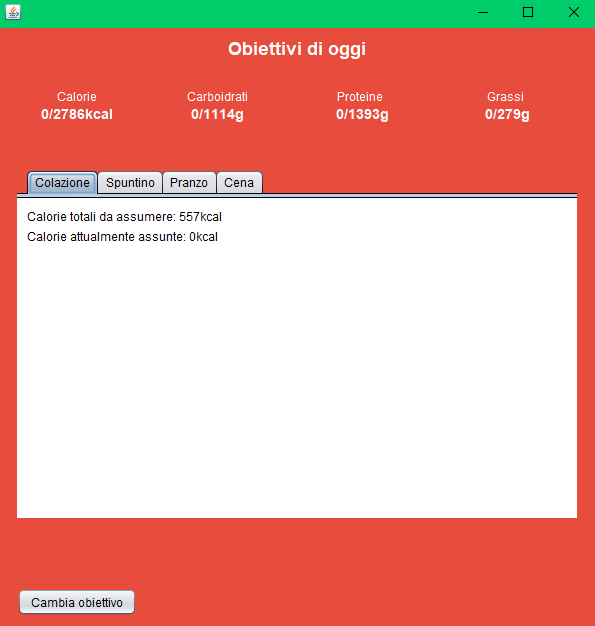 Obiettivi di oggi
Calorie Carboidrati Proteine Grassi
0/2786kcal 0/1114g 0/1393g 0/279g
Colazione Spuntino Pranzo Cena
Calorie totali da assumere: 557kcal
Calorie attualmente assunte: 0kcal
Cambia obiettivo